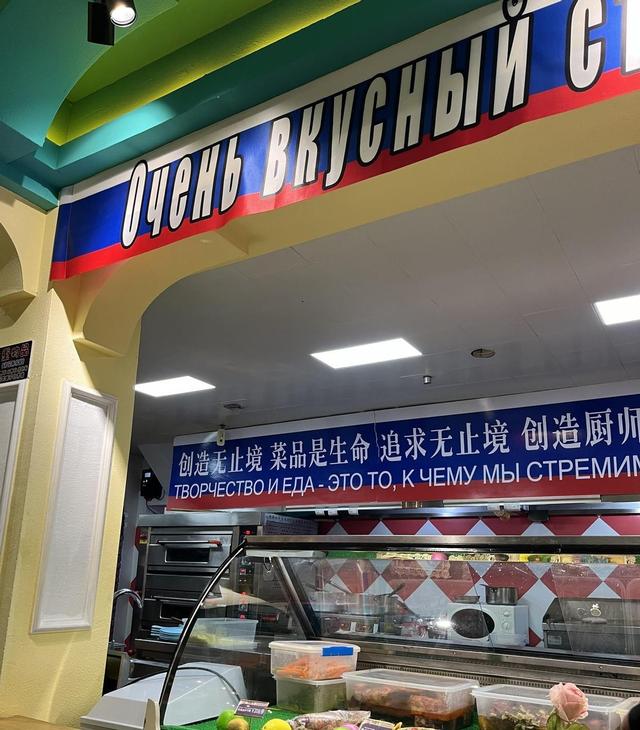 Очень вкусный ст
创造无止境 菜品是生命 追求无止境 创造厨师
ТВОРЧЕСТВО И ЕДА - ЭТО ТО, К ЧЕМУ МЫ СТРЕМИМ